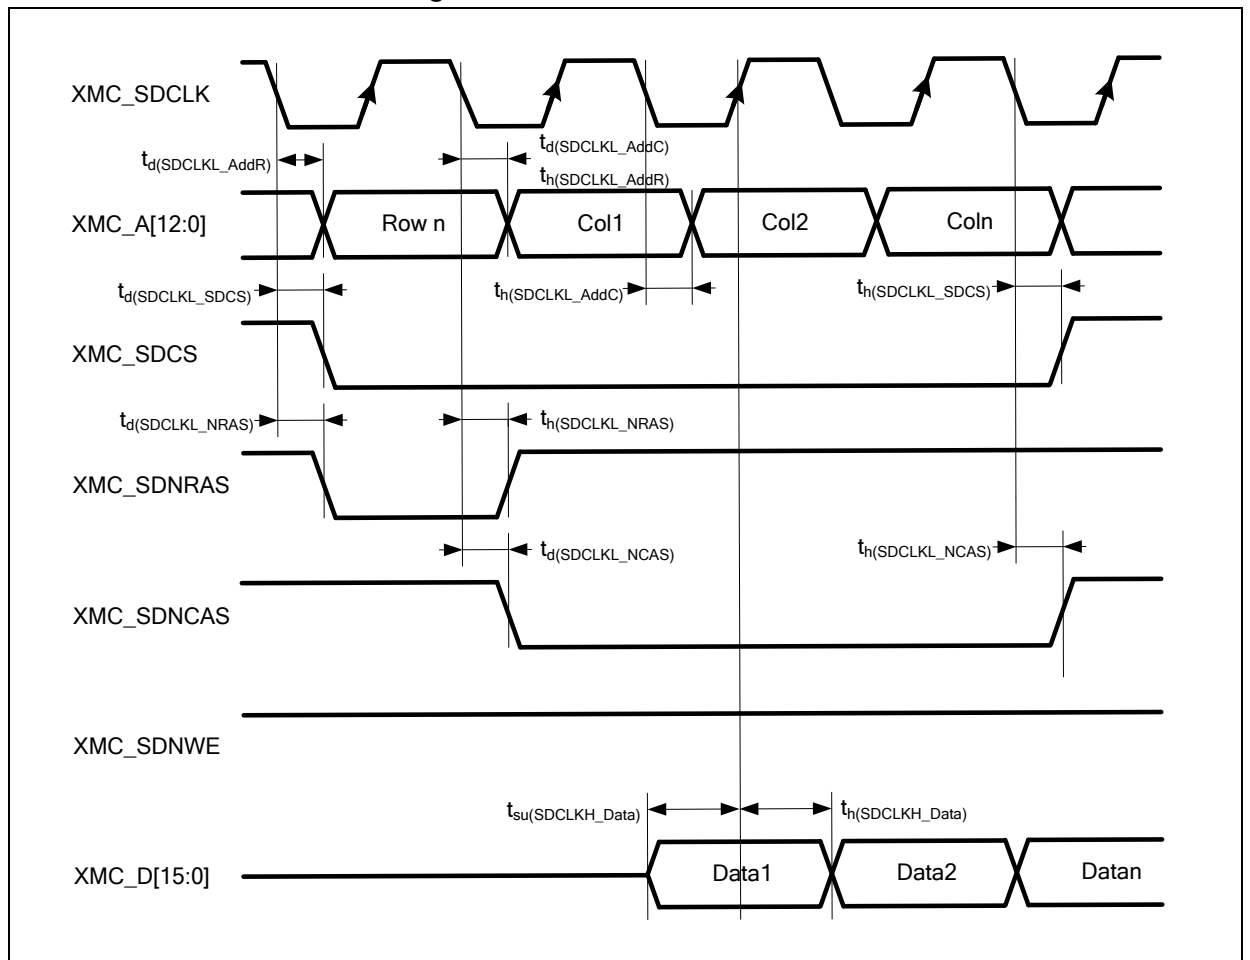 XMC_SDCLK
td(SDCLKL_AddR)
td(SDCLKL_AddC)
th(SDCLKL_AddR)
XMC_A[12:0]
Row n
Col1
Col2
Coln
td(SDCLKL_SDCS)
th(SDCLKL_AddC)
th(SDCLKL_SDCS)
XMC_SDCS
td(SDCLKL_NRAS)
th(SDCLKL_NRAS)
XMC_SDNRAS
td(SDCLKL_NCAS)
th(SDCLKL_NCAS)
XMC_SDNCAS
XMC_SDNWE
tsu(SDCLKH_Data)
th(SDCLKH_Data)
XMC_D[15:0]
Data1
Data2
Datan